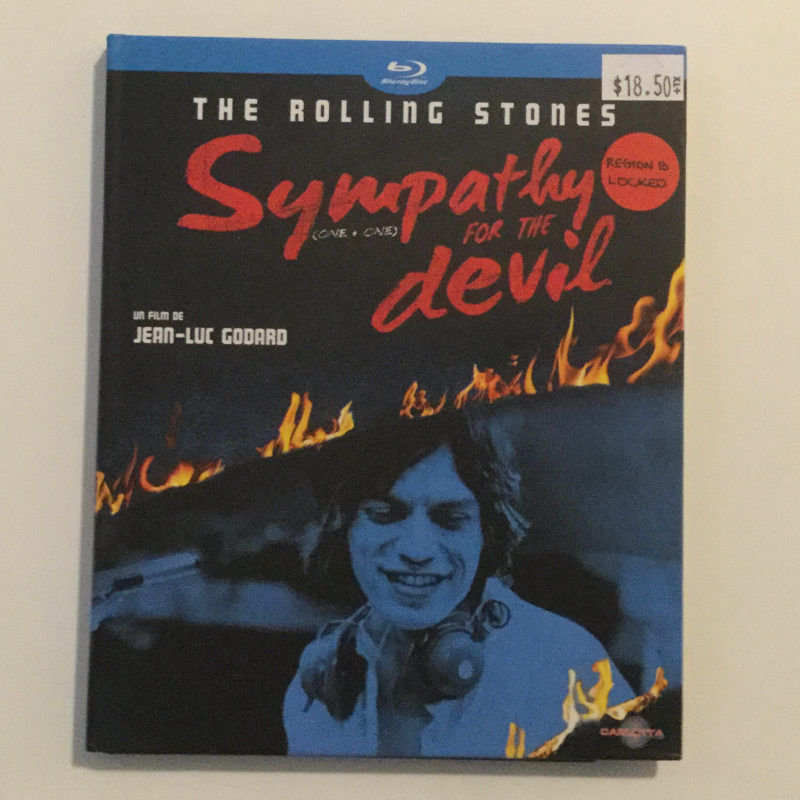 Blu-ray Disc
$18.50 +TX
THE ROLLING STONES
Sympathy
REGION B
LOCKED
(ONE + ONE)
FOR THE
devil
UN FILM DE
JEAN-LUC GODARD
CARLOTTA